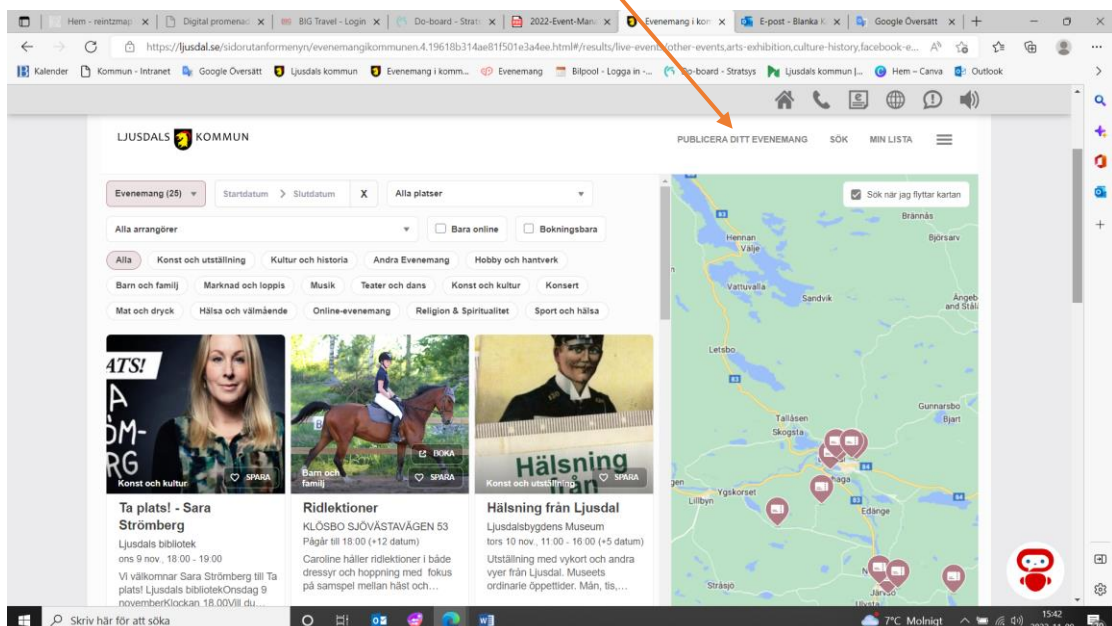 Hem - reintzmap
Digital promenad
BIG Travel - Login
Do-board - Strat
2022-Event-Man
Evenemang i kom
E-post - Blanka K
Google Översätt
https://ljusdal.se/sidorutanformenyn/evenemangikommunen.4.19618b314ae81f501e3a4ee.html#/results/live-events/other-events,arts-exhibition,culture-history,facebook-e...
Kalender
Kommun - Intranet
Google Översätt
Ljusdals kommun
Evenemang i komm...
Evenemang
Bilpool - Logga in -...
Do-board - Stratsys
Ljusdals kommun |...
Hem – Canva
Outlook
LJUSDALS KOMMUN
PUBLICERA DITT EVENEMANG SÖK MIN LISTA
Evenemang (25)
Startdatum > Slutdatum X
Alla platser
Alla arrangörer
Bara online
Bokningsbara
Alla
Konst och utställning
Kultur och historia
Andra Evenemang
Hobby och hantverk
Barn och familj
Marknad och loppis
Musik
Teater och dans
Konst och kultur
Konsert
Mat och dryck
Hälsa och välmående
Online-evenemang
Religion & Spiritualitet
Sport och hälsa
ATS!
Konst och kultur
SPARA
Ta plats! - Sara Strömberg
Ljusdals bibliotek
ons 9 nov., 18:00 - 19:00
Vi välkomnar Sara Strömberg till Ta
plats! Ljusdals bibliotekOnsdag 9
novemberKlockan 18.00Vill du...
BOKA
Barn och familj
SPARA
Ridlektioner
KLÖSBO SJÖVÄSTAVÄGEN 53
Pågår till 18:00 (+12 datum)
Caroline håller ridlektioner i både
dressyr och hoppning med fokus
på samspel mellan häst och...
Hälsning
från
Konst och utställning
SPARA
Hälsning från Ljusdal
Ljusdalsbygdens Museum
tors 10 nov., 11:00 - 16:00 (+5 datum)
Utställning med vykort och andra
vyer från Ljusdal. Museets
ordinarie öppettider. Mån, tis,...
Sök när jag flyttar kartan
83
Brännås
Hennan
Valje
Björsarv
Vattuvalla
Sandvik
Letsbo
83
Tallåsen
Skogsta
Gunnarsbo
Bjart
84
Ygskorset
Lillbyn
83
84
Edänge
Stråsjö
Järvsö
Skriv här för att söka
7°C Molnigt
15:42